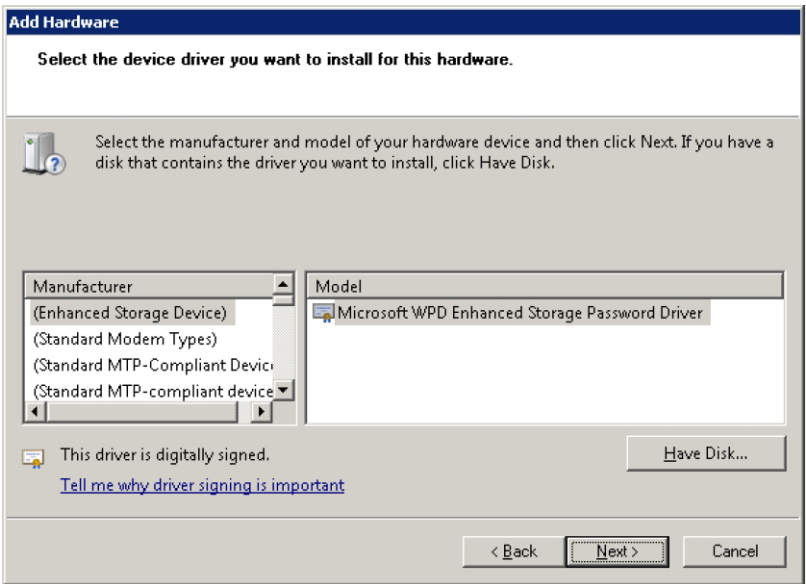 Add Hardware
Select the device driver you want to install for this hardware.
Select the manufacturer and model of your hardware device and then click Next. If you have a
disk that contains the driver you want to install, click Have Disk.
Manufacturer
(Enhanced Storage Device)
(Standard Modem Types)
(Standard MTP-Compliant Devic
(Standard MTP-compliant device
Model
Microsoft WPD Enhanced Storage Password Driver
This driver is digitally signed.
Tell me why driver signing is important
Have Disk...
< Back
Next >
Cancel